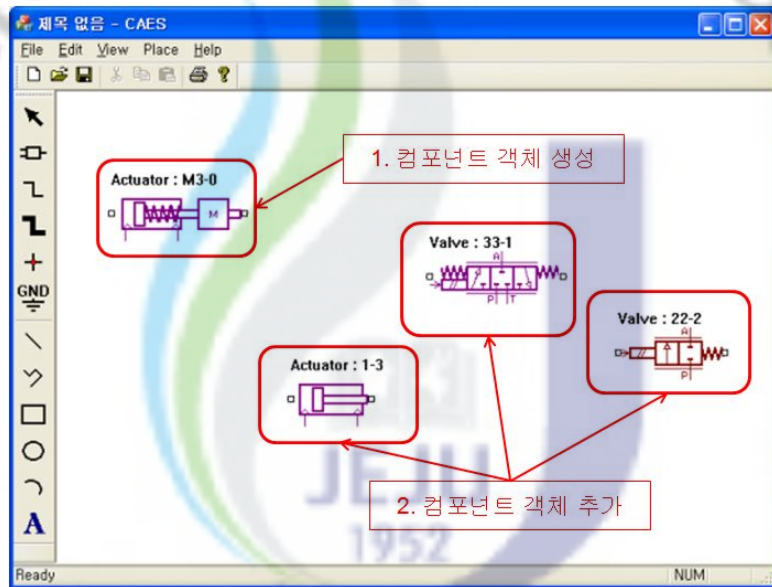 제목 없음 - CAES
File Edit View Place Help
1. 컴포넌트 객체 생성
Actuator : M3-0
M
Valve : 33-1
A
P T
GND
Valve : 22-2
A
P
Actuator : 1-3
2. 컴포넌트 객체 추가
A
JEJU
1952
Ready
NUM